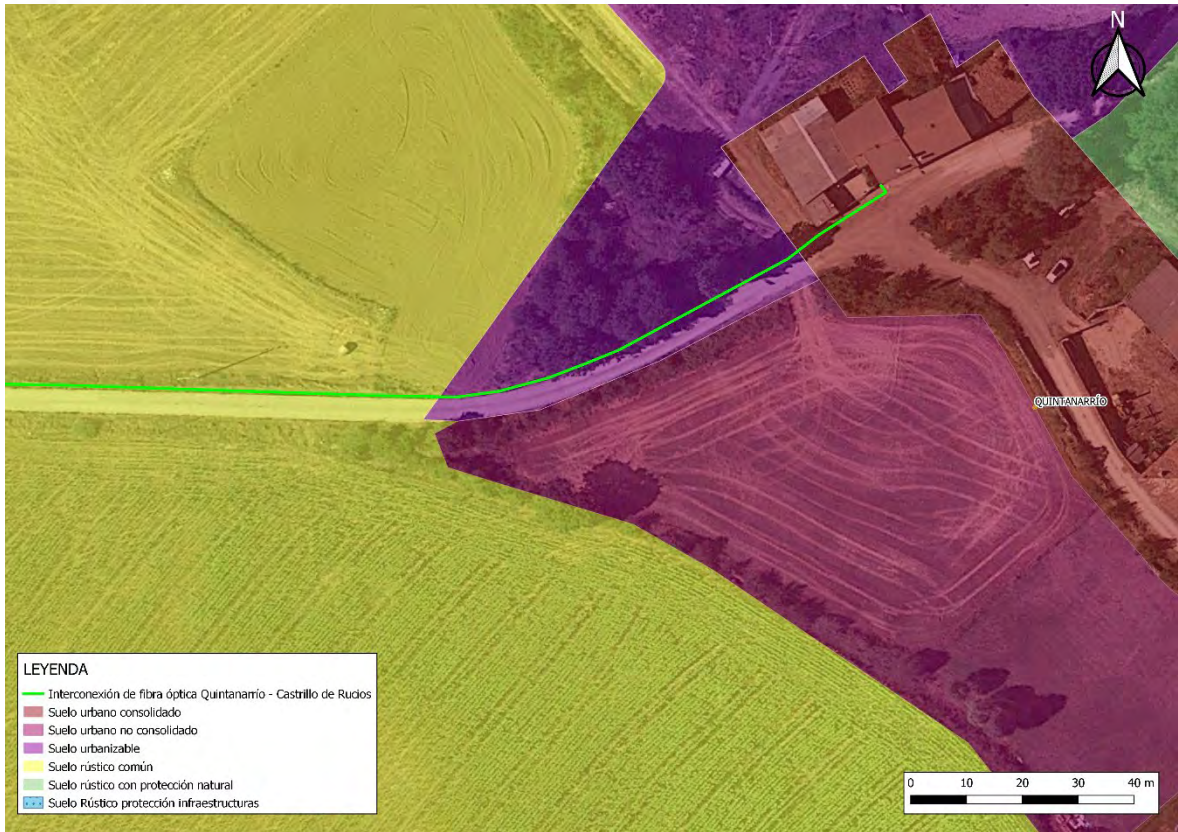 N
QUINTANARRÍO
LEYENDA
Interconexión de fibra óptica Quintanarrío - Castrillo de Rucios
Suelo urbano consolidado
Suelo urbano no consolidado
Suelo urbanizable
Suelo rústico común
Suelo rústico con protección natural
Suelo Rústico protección infraestructuras
0 10 20 30 40 m